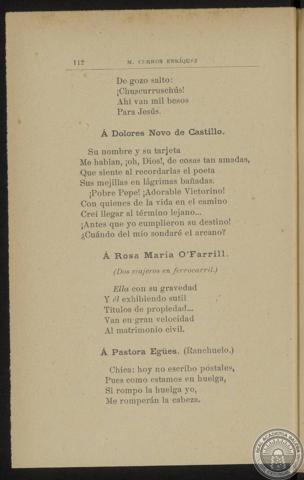 112
M. CURROS ENRÍQUEZ
De gozo salto:
¡Chuscurruschús!
Ahí van mil besos
Para Jesús.
Á Dolores Novo de Castillo.
Su nombre y su tarjeta
Me hablan, ¡oh, Dios!, de cosas tan amadas,
Que siente al recordarlas el poeta
Sus mejillas en lágrimas bañadas.
¡Pobre Pepe! ¡Adorable Victorino!
Con quienes de la vida en el camino
Creí llegar al término lejano...
¡Antes que yo cumplieron su destino!
¿Cuándo del mío sondaré el arcano?
Á Rosa María O'Farrill.
(Dos viajeros en ferrocarril.)
Ella con su gravedad
Y él exhibiendo sutil
Títulos de propiedad...
Van en gran velocidad
Al matrimonio civil.
Á Pastora Egües. (Ranchuelo.)
Chica: hoy no escribo postales,
Pues como estamos en huelga,
Si rompo la huelga yo,
Me romperán la cabeza.